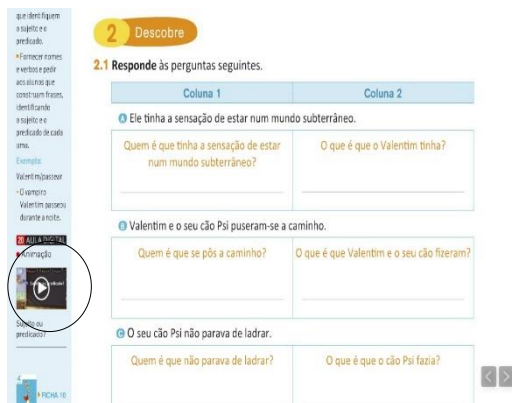 que identifiquem
o sujeito e o
predicado.
Fornecer nomes
e verbos e pedir
aos alunos que
construam frases,
identificando
o sujeito e o
predicado de cada
uma.
Exemplo:
Valentim/passear
- O vampiro
Valentim passeou
durante a noite.
20 AULA DIGITAL
Animação
Sujeito ou
predicado?
FICHA 10
2 Descobre
2.1 Responde às perguntas seguintes.
Coluna 1 Coluna 2
A Ele tinha a sensação de estar num mundo subterrâneo.
Quem é que tinha a sensação de estar
num mundo subterrâneo?
O que é que o Valentim tinha?
B Valentim e o seu cão Psi puseram-se a caminho.
Quem é que se pôs a caminho? O que é que Valentim e o seu cão fizeram?
C O seu cão Psi não parava de ladrar.
Quem é que não parava de ladrar? O que é que o cão Psi fazia?